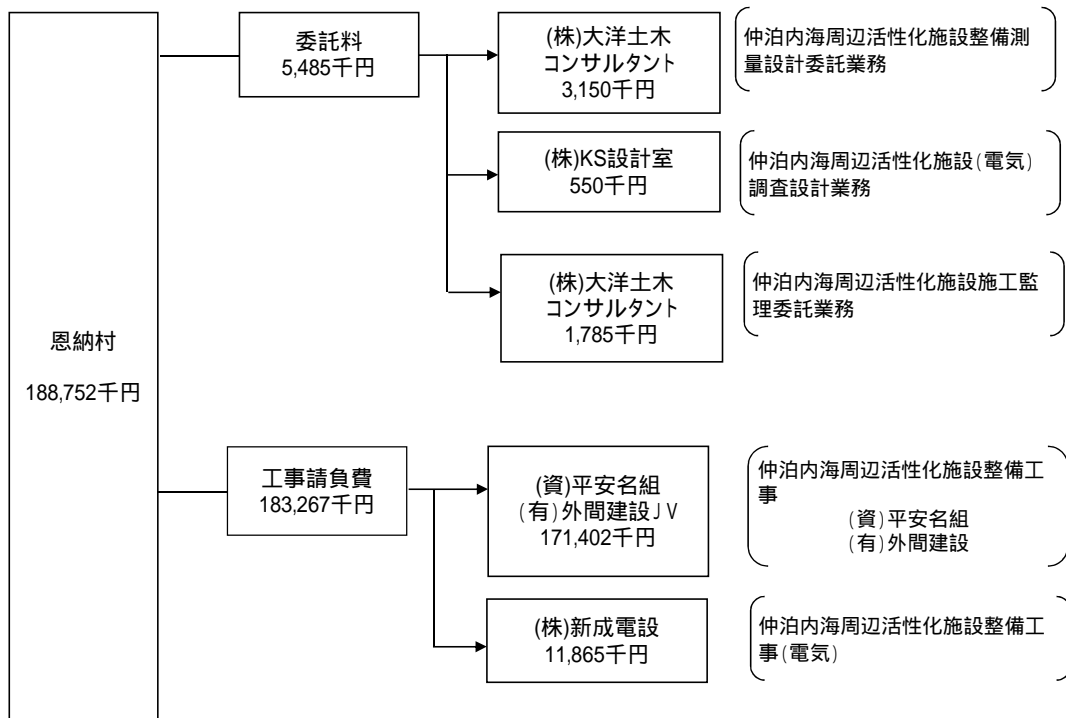 恩納村
188,752千円
委託料
5,485千円
(株)大洋土木
コンサルタント
3,150千円
仲泊内海周辺活性化施設整備測
量設計委託業務
(株)KS設計室
550千円
仲泊内海周辺活性化施設(電気)
調査設計業務
(株)大洋土木
コンサルタント
1,785千円
仲泊内海周辺活性化施設施工監
理委託業務
工事請負費
183,267千円
(資)平安名組
(有)外間建設JV
171,402千円
仲泊内海周辺活性化施設整備工
事
(資)平安名組
(有)外間建設
(株)新成電設
11,865千円
仲泊内海周辺活性化施設整備工
事(電気)